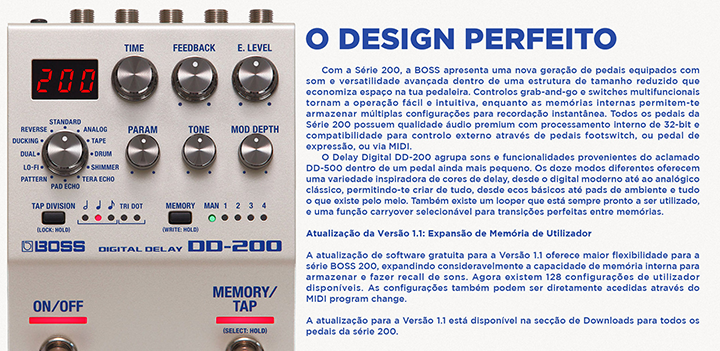 O DESIGN PERFEITO
Com a Série 200, a BOSS apresenta uma nova geração de pedais equipados com
som e versatilidade avançada dentro de uma estrutura de tamanho reduzido que
economiza espaço na tua pedaleira. Controlos grab-and-go e switches multifuncionais
tornam a operação fácil e intuitiva, enquanto as memórias internas permitem-te
armazenar múltiplas configurações para recordação instantânea. Todos os pedais da
Série 200 possuem qualidade áudio premium com processamento interno de 32-bit e
compatibilidade para controlo externo através de pedais footswitch, ou pedal de
expressão, ou via MIDI.
O Delay Digital DD-200 agrupa sons e funcionalidades provenientes do aclamado
DD-500 dentro de um pedal ainda mais pequeno. Os doze modos diferentes oferecem
uma variedade inspiradora de cores de delay, desde o digital moderno até ao analógico
clássico, permitindo-te criar de tudo, desde ecos básicos até pads de ambiente e tudo
o que existe pelo meio. Também existe um looper que está sempre pronto a ser utilizado,
e uma função carryover selecionável para transições perfeitas entre memórias.
Atualização da Versão 1.1: Expansão de Memória de Utilizador
A atualização de software gratuita para a Versão 1.1 oferece maior flexibilidade para a
série BOSS 200, expandindo consideravelmente a capacidade de memória interna para
armazenar e fazer recall de sons. Agora existem 128 configurações de utilizador
disponíveis. As configurações também podem ser diretamente acedidas através do
MIDI program change.
A atualização para a Versão 1.1 está disponível na secção de Downloads para todos os
pedais da série 200.
200
TIME FEEDBACK E. LEVEL
STANDARD
REVERSE ANALOG
DUCKING TAPE
DUAL DRUM
LO-FI SHIMMER
PATTERN TERA ECHO
PAD ECHO
PARAM TONE MOD DEPTH
TAP DIVISION
(LOCK: HOLD)
TRI DOT
MEMORY
(WRITE: HOLD)
MAN 1 2 3 4
BOSS DIGITAL DELAY DD-200
ON/OFF
MEMORY/
TAP
(SELECT: HOLD)